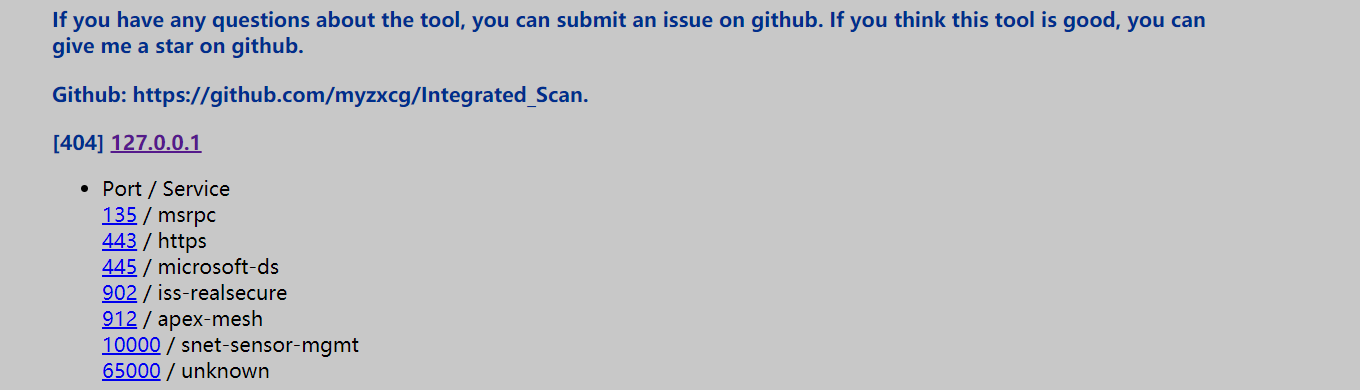 If you have any questions about the tool, you can submit an issue on github. If you think this tool is good, you can
give me a star on github.
Github: https://github.com/myzxcg/Integrated_Scan.
[404] 127.0.0.1
• Port / Service
135 / msrpc
443 / https
445 / microsoft-ds
902 / iss-realsecure
912 / apex-mesh
10000 / snet-sensor-mgmt
65000 / unknown